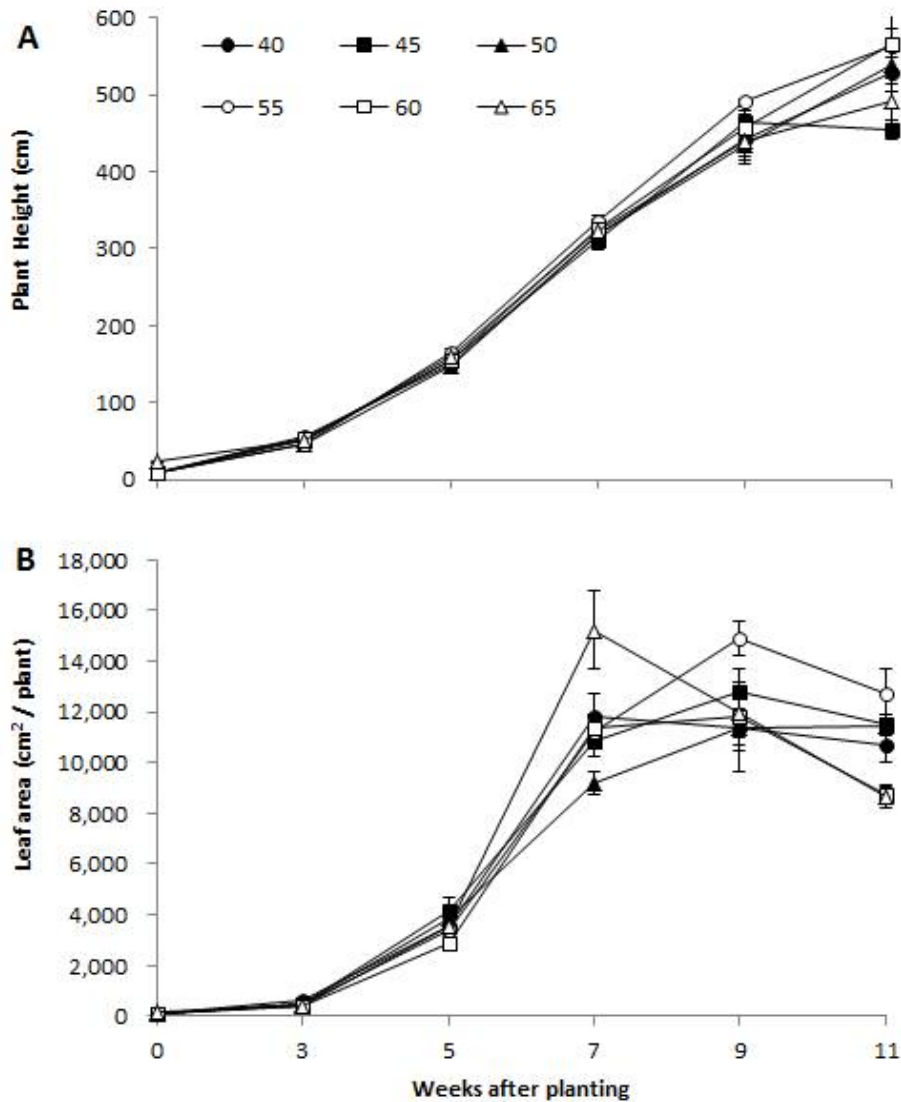 A
600
500
400
300
200
100
0
Plant Height (cm)
40 45 50
55 60 65
B
18,000
16,000
14,000
12,000
10,000
8,000
6,000
4,000
2,000
0
Leaf area (cm² / plant)
0 3 5 7 9 11
Weeks after planting